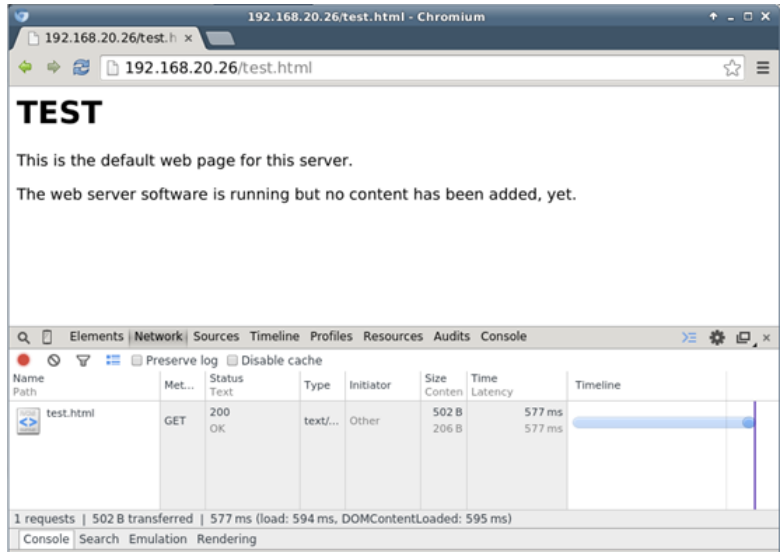 192.168.20.26/test.html - Chromium
192.168.20.26/test.h ×
192.168.20.26/test.html
TEST
This is the default web page for this server.
The web server software is running but no content has been added, yet.
Elements Network Sources Timeline Profiles Resources Audits Console
Preserve log Disable cache
Name Met... Status Type Initiator Size Time Timeline
Path Text Conten Latency
test.html GET 200 text/... Other 502 B 577 ms
OK 206 B 577 ms
1 requests | 502 B transferred | 577 ms (load: 594 ms, DOMContentLoaded: 595 ms)
Console Search Emulation Rendering